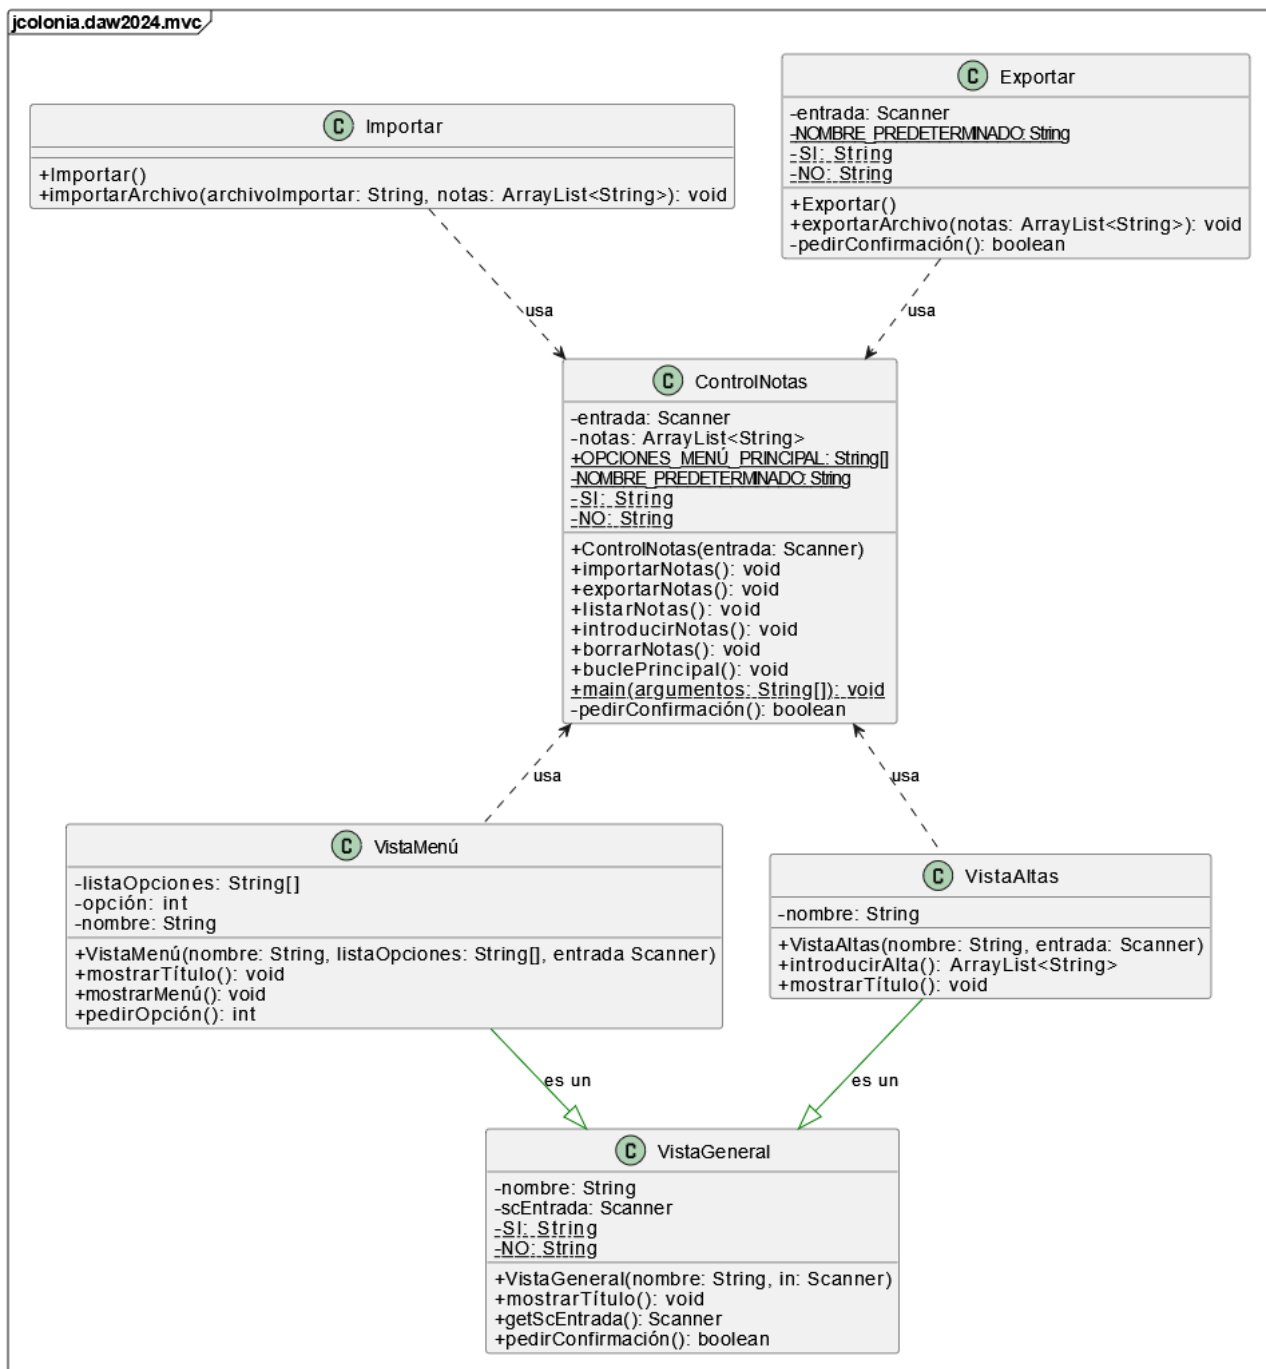 jcolonia.daw2024.mvc
C Importar
+Importar()
+importarArchivo(archivoImportar: String, notas: ArrayList<String>): void
C Exportar
-entrada: Scanner
-NOMBRE_PREDETERMINADO: String
-SI: String
-NO: String
+Exportar()
+exportarArchivo(notas: ArrayList<String>): void
-pedirConfirmación(): boolean
usa
usa
C ControlNotas
-entrada: Scanner
-notas: ArrayList<String>
+OPCIONES_MENÚ_PRINCIPAL: String[]
-NOMBRE_PREDETERMINADO: String
-SI: String
-NO: String
+ControlNotas(entrada: Scanner)
+importarNotas(): void
+exportarNotas(): void
+listarNotas(): void
+introducirNotas(): void
+borrarNotas(): void
+buclePrincipal(): void
+main(argumentos: String[]): void
-pedirConfirmación(): boolean
usa
usa
C VistaMenú
-listaOpciones: String[]
-opción: int
-nombre: String
+VistaMenú(nombre: String, listaOpciones: String[], entrada Scanner)
+mostrarTítulo(): void
+mostrarMenú(): void
+pedirOpción(): int
C VistaAltas
-nombre: String
+VistaAltas(nombre: String, entrada: Scanner)
+introducirAlta(): ArrayList<String>
+mostrarTítulo(): void
es un
es un
C VistaGeneral
-nombre: String
-scEntrada: Scanner
-SI: String
-NO: String
+VistaGeneral(nombre: String, in: Scanner)
+mostrarTítulo(): void
+getScEntrada(): Scanner
+pedirConfirmación(): boolean